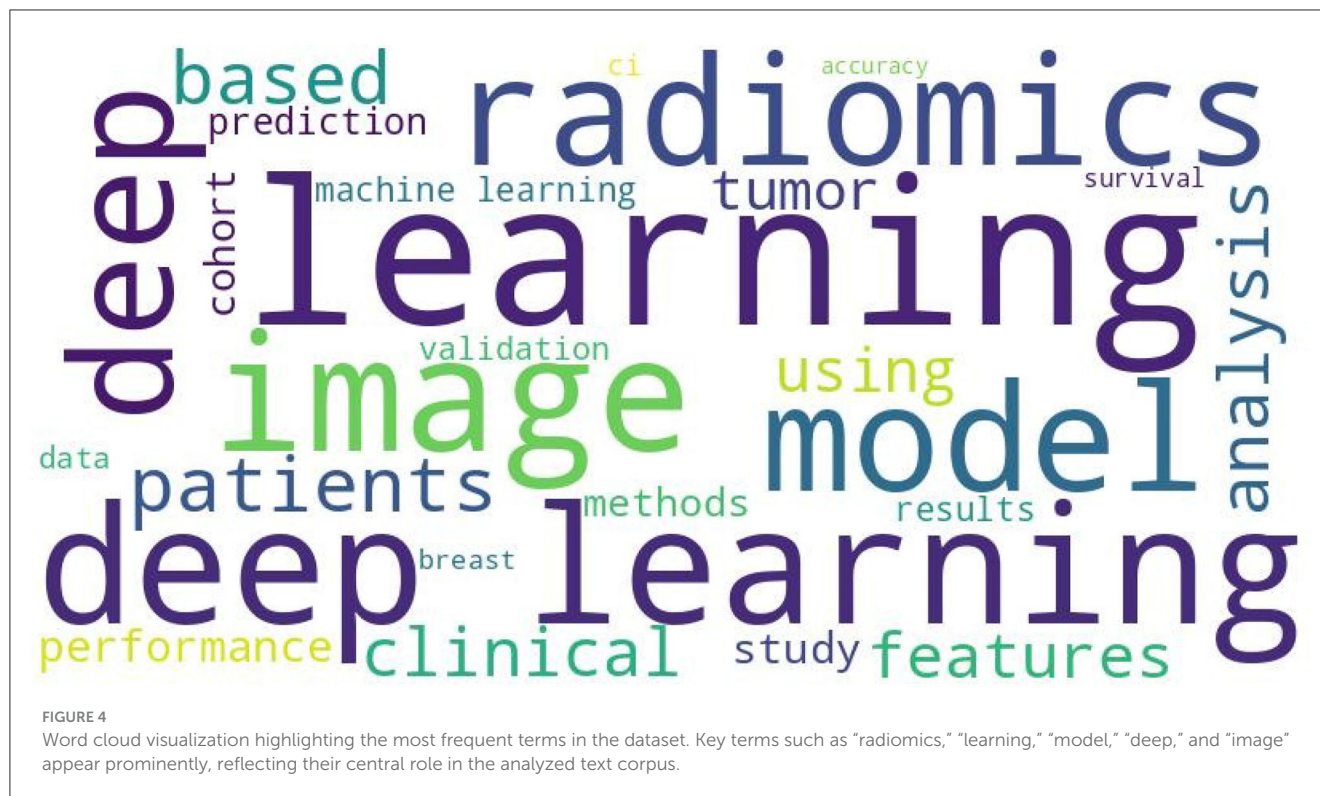 based
ci
accuracy
radiomics
deep
prediction
machine learning
tumor
survival
cohort
learning
analysis
validation
image
using
model
data
patients
methods
results
deep learning
breast
performance
clinical
study
features
FIGURE 4
Word cloud visualization highlighting the most frequent terms in the dataset. Key terms such as “radiomics,” “learning,” “model,” “deep,” and “image”
appear prominently, reflecting their central role in the analyzed text corpus.